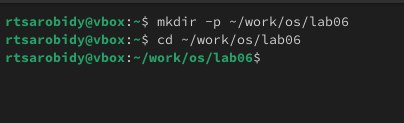 rtsarobidy@vbox:~$ mkdir -p ~/work/os/lab06
rtsarobidy@vbox:~$ cd ~/work/os/lab06
rtsarobidy@vbox:~/work/os/lab06$